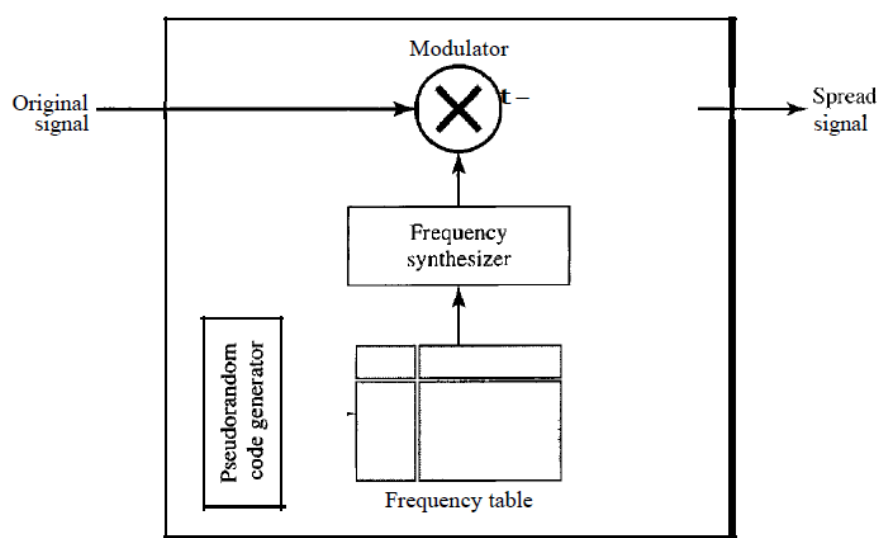 Modulator
Original
signal
t –
Spread
signal
Frequency
synthesizer
Pseudorandom
code generator
Frequency table